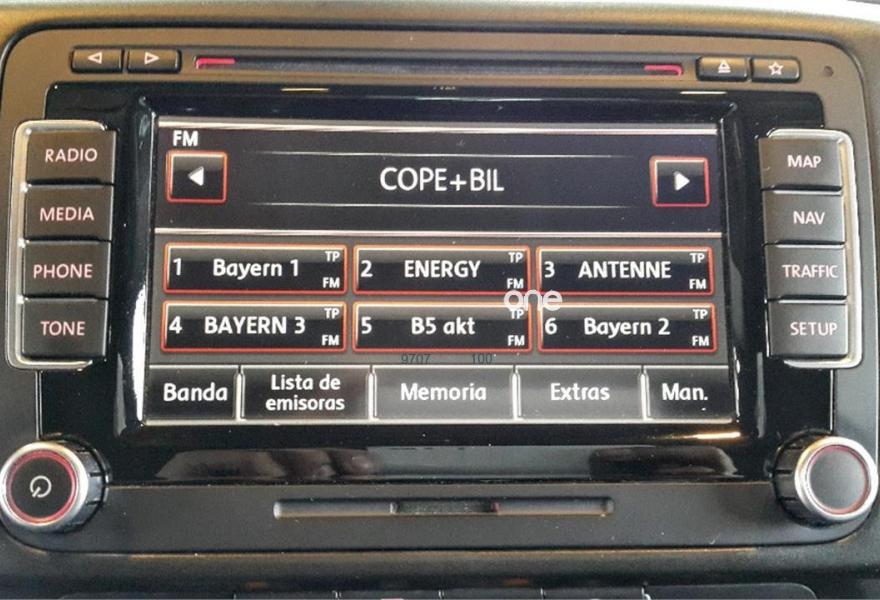 FM
COPE+BIL
RADIO
MEDIA
PHONE
TONE
MAP
NAV
TRAFFIC
SETUP
1 Bayern 1 TP FM
2 ENERGY TP FM
3 ANTENNE TP FM
4 BAYERN 3 TP FM
5 B5 akt TP FM
6 Bayern 2 TP FM
one
9707 100
Banda
Lista de
emisoras
Memoria
Extras
Man.